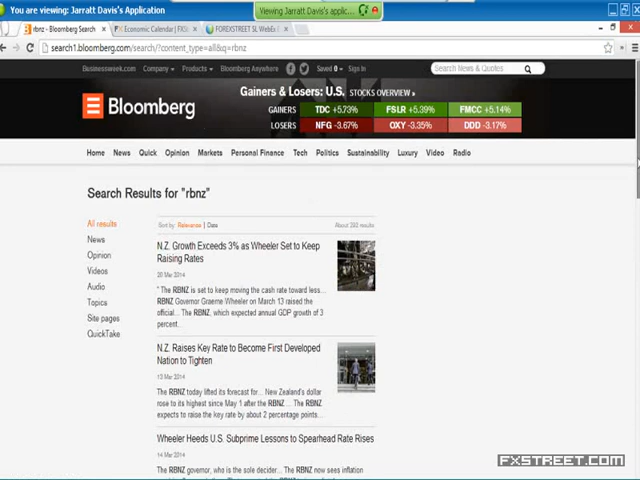 You are viewing: Jarratt Davis's Application
Viewing Jarratt Davis's applic...
rbnz - Bloomberg Search
Economic Calendar | FXSt
FOREXSTREET SL WebEx E
search1.bloomberg.com/search/?content_type=all&q=rbnz
Businessweek.com Company Products Bloomberg Anywhere Saved 0 Sign In
Search News & Quotes
Bloomberg
Gainers & Losers: U.S. STOCKS OVERVIEW
GAINERS TDC +5.73% FSLR +5.39% FMCC +5.14%
LOSERS NFG -3.67% OXY -3.35% DDD -3.17%
Home News Quick Opinion Markets Personal Finance Tech Politics Sustainability Luxury Video Radio
Search Results for "rbnz"
All results
News
Opinion
Videos
Audio
Topics
Site pages
QuickTake
Sort by: Relevance | Date
About 292 results
N.Z. Growth Exceeds 3% as Wheeler Set to Keep
Raising Rates
20 Mar 2014
" The RBNZ is set to keep moving the cash rate toward less...
RBNZ Governor Graeme Wheeler on March 13 raised the
official... The RBNZ, which expected annual GDP growth of 3
percent
N.Z. Raises Key Rate to Become First Developed
Nation to Tighten
13 Mar 2014
The RBNZ today lifted its forecast for... New Zealand's dollar
rose to its highest since May 1 after the RBNZ ... The RBNZ
expects to raise the key rate by about 2 percentage points...
Wheeler Heeds U.S. Subprime Lessons to Spearhead Rate Rises
14 Mar 2014
The RBNZ governor, who is the sole decider... The RBNZ now sees inflation
FXSTREET.COM